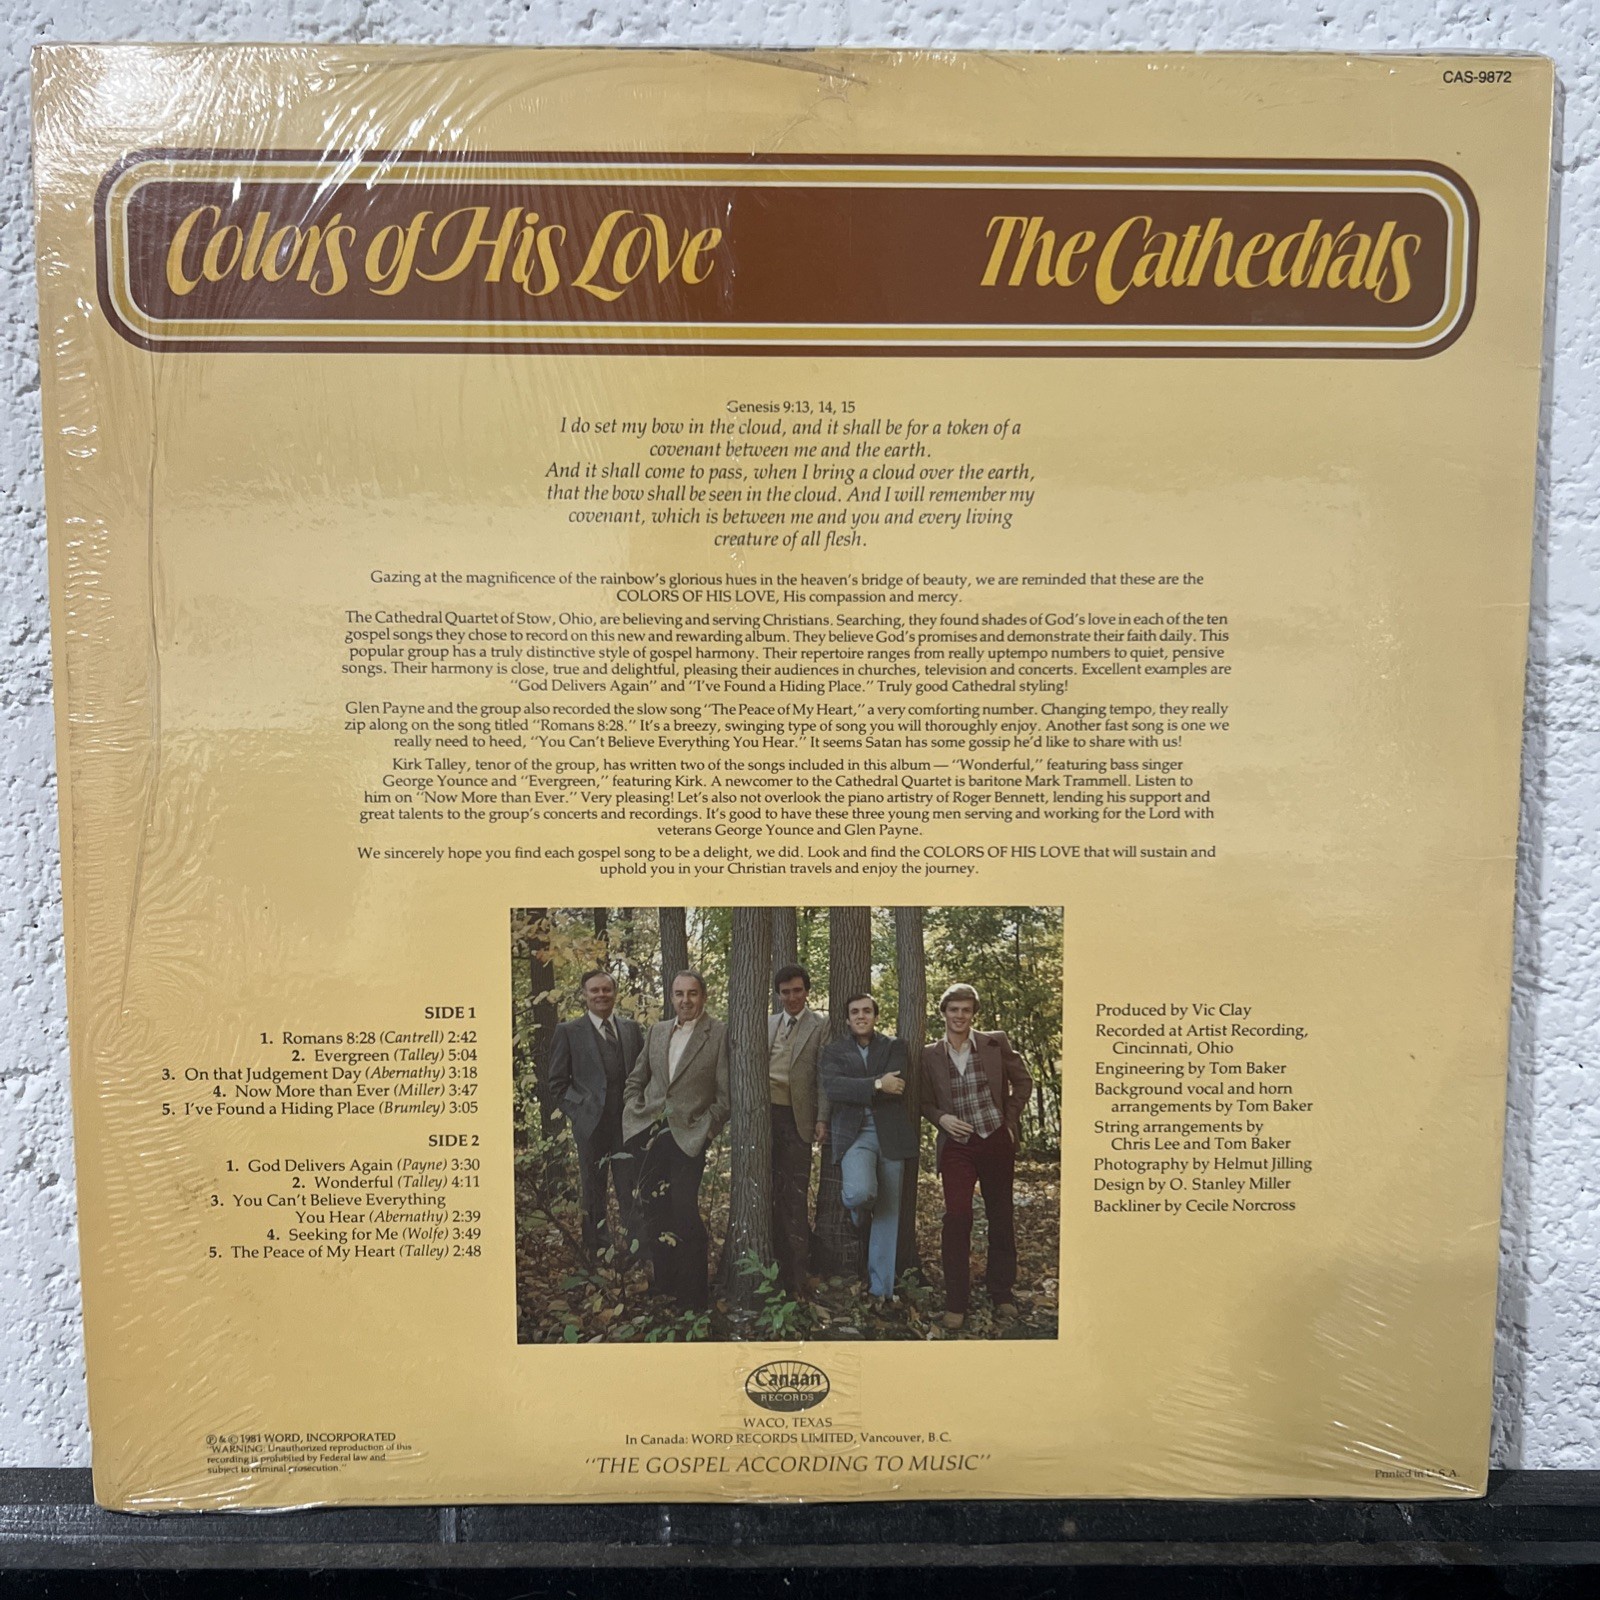 CAS-9872
Colors of His Love The Cathedrals
Genesis 9:13, 14, 15
I do set my bow in the cloud, and it shall be for a token of a
covenant between me and the earth.
And it shall come to pass, when I bring a cloud over the earth,
that the bow shall be seen in the cloud. And I will remember my
covenant, which is between me and you and every living
creature of all flesh.
Gazing at the magnificence of the rainbow's glorious hues in the heaven's bridge of beauty, we are reminded that these are the
COLORS OF HIS LOVE, His compassion and mercy.
The Cathedral Quartet of Stow, Ohio, are believing and serving Christians. Searching, they found shades of God's love in each of the ten
gospel songs they chose to record on this new and rewarding album. They believe God's promises and demonstrate their faith daily. This
popular group has a truly distinctive style of gospel harmony. Their repertoire ranges from really uptempo numbers to quiet, pensive
songs. Their harmony is close, true and delightful, pleasing their audiences in churches, television and concerts. Excellent examples are
"God Delivers Again" and "I've Found a Hiding Place." Truly good Cathedral styling!
Glen Payne and the group also recorded the slow song "The Peace of My Heart," a very comforting number. Changing tempo, they really
zip along on the song titled "Romans 8:28." It's a breezy, swinging type of song you will thoroughly enjoy. Another fast song is one we
really need to heed, "You Can't Believe Everything You Hear." It seems Satan has some gossip he'd like to share with us!
Kirk Talley, tenor of the group, has written two of the songs included in this album — "Wonderful," featuring bass singer
George Younce and "Evergreen," featuring Kirk. A newcomer to the Cathedral Quartet is baritone Mark Trammell. Listen to
him on "Now More than Ever." Very pleasing! Let's also not overlook the piano artistry of Roger Bennett, lending his support and
great talents to the group's concerts and recordings. It's good to have these three young men serving and working for the Lord with
veterans George Younce and Glen Payne.
We sincerely hope you find each gospel song to be a delight, we did. Look and find the COLORS OF HIS LOVE that will sustain and
uphold you in your Christian travels and enjoy the journey.
SIDE 1
1. Romans 8:28 (Cantrell) 2:42
2. Evergreen (Talley) 5:04
3. On that Judgement Day (Abernathy) 3:18
4. Now More than Ever (Miller) 3:47
5. I've Found a Hiding Place (Brumley) 3:05
SIDE 2
1. God Delivers Again (Payne) 3:30
2. Wonderful (Talley) 4:11
3. You Can't Believe Everything
You Hear (Abernathy) 2:39
4. Seeking for Me (Wolfe) 3:49
5. The Peace of My Heart (Talley) 2:48
Produced by Vic Clay
Recorded at Artist Recording,
Cincinnati, Ohio
Engineering by Tom Baker
Background vocal and horn
arrangements by Tom Baker
String arrangements by
Chris Lee and Tom Baker
Photography by Helmut Jilling
Design by O. Stanley Miller
Backliner by Cecile Norcross
Canaan
RECORDS
WACO, TEXAS
In Canada: WORD RECORDS LIMITED, Vancouver, B.C.
"THE GOSPEL ACCORDING TO MUSIC"
℗ & © 1981 WORD, INCORPORATED
"WARNING: Unauthorized reproduction of this
recording is prohibited by Federal law and
subject to criminal prosecution."
Printed in U.S.A.